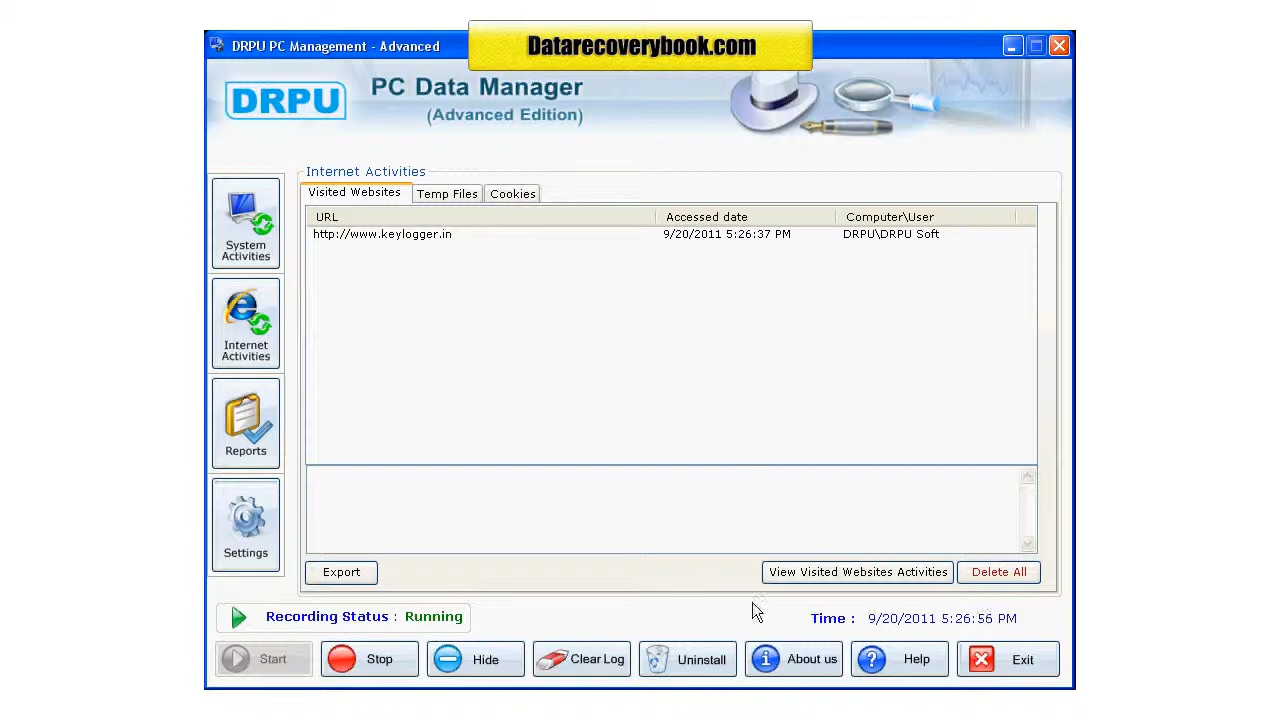 Datarecoverybook.com
DRPU PC Management - Advanced
DRPU
PC Data Manager
(Advanced Edition)
Internet Activities
Visited Websites Temp Files Cookies
URL Accessed date Computer\User
http://www.keylogger.in 9/20/2011 5:26:37 PM DRPU\DRPU Soft
System
Activities
Internet
Activities
Reports
Settings
Export View Visited Websites Activities Delete All
Recording Status : Running Time : 9/20/2011 5:26:56 PM
Start Stop Hide Clear Log Uninstall About us Help Exit